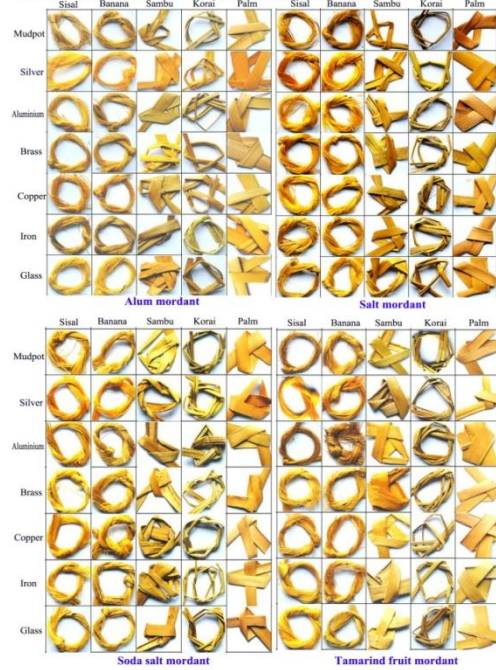 Sisal Banana Sambu Korai Palm Sisal Banana Sambu Korai Palm
Mudpot
Silver
Aluminium
Brass
Copper
Iron
Glass
Alum mordant Salt mordant
Sisal Banana Sambu Korai Palm Sisal Banana Sambu Korai Palm
Mudpot
Silver
Aluminium
Brass
Copper
Iron
Glass
Soda salt mordant Tamarind fruit mordant